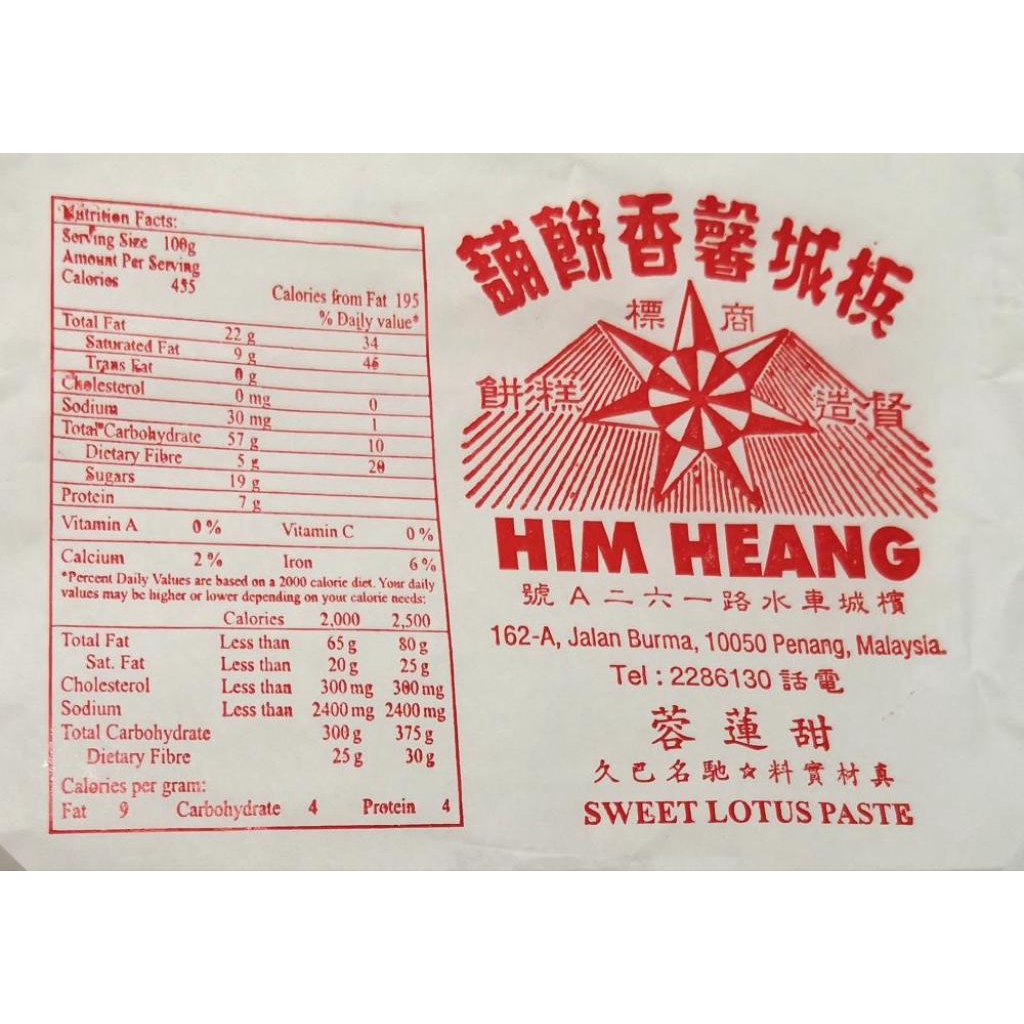 Nutrition Facts:
Serving Size 100g
Amount Per Serving
Calories 455
Calories from Fat 195
% Daily value*
Total Fat 22 g 34
Saturated Fat 9 g 46
Trans Fat 0 g
Cholesterol 0 mg 0
Sodium 30 mg 1
Total Carbohydrate 57 g 10
Dietary Fibre 5 g 20
Sugars 19 g
Protein 7 g
Vitamin A 0 % Vitamin C 0 %
Calcium 2 % Iron 6 %
*Percent Daily Values are based on a 2000 calorie diet. Your daily
values may be higher or lower depending on your calorie needs:
Calories 2,000 2,500
Total Fat Less than 65 g 80 g
Sat. Fat Less than 20 g 25 g
Cholesterol Less than 300 mg 300 mg
Sodium Less than 2400 mg 2400 mg
Total Carbohydrate 300 g 375 g
Dietary Fibre 25 g 30 g
Calories per gram:
Fat 9 Carbohydrate 4 Protein 4
梹城馨香餅舖
商標
督造糕餅
HIM HEANG
檳城車水路一六二A號
162-A, Jalan Burma, 10050 Penang, Malaysia.
Tel : 2286130 電話
甜蓮蓉
真材實料☆馳名巴久
SWEET LOTUS PASTE